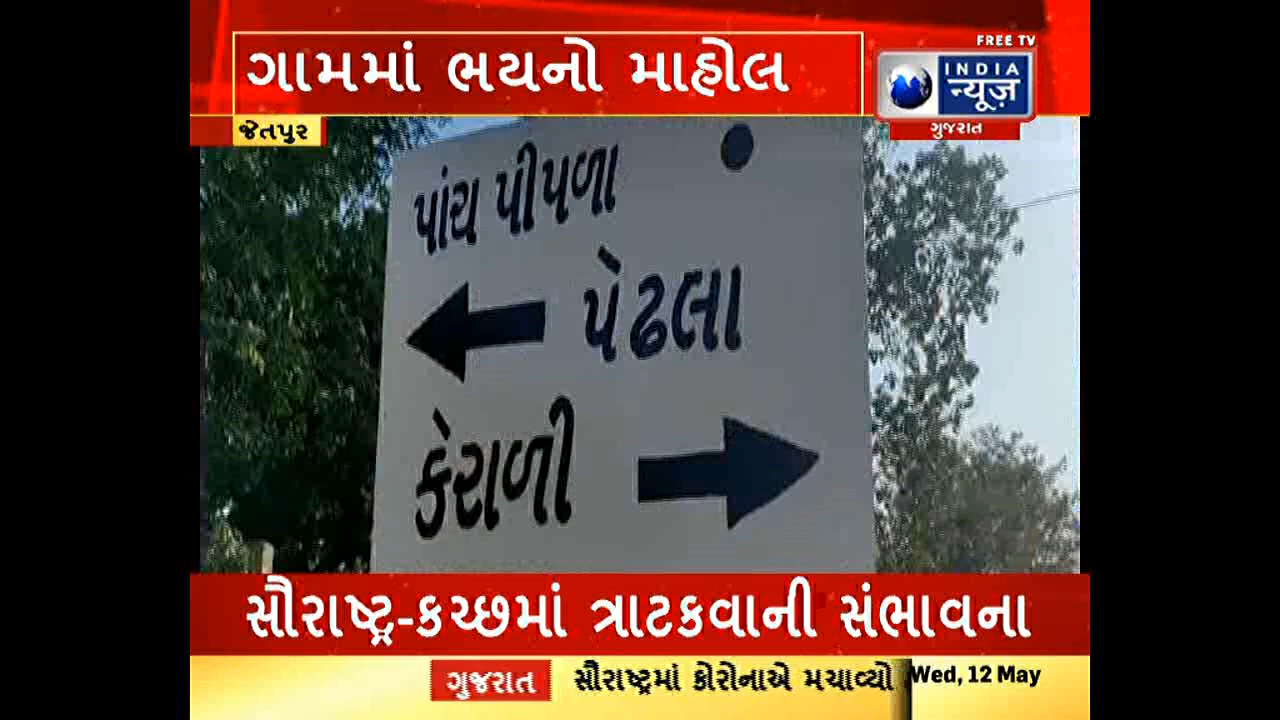 ગામમાં ભયનો માહોલ
FREE TV
INDIA
न्यूज़
ગુજરાત
જેતપુર
પાંચ પીપળા
પેઢલા
કેરાળી
સૌરાષ્ટ્ર-કચ્છમાં ત્રાટકવાની સંભાવના
ગુજરાત
સૌરાષ્ટ્રમાં કોરોનાએ મચાવ્યો
Wed, 12 May